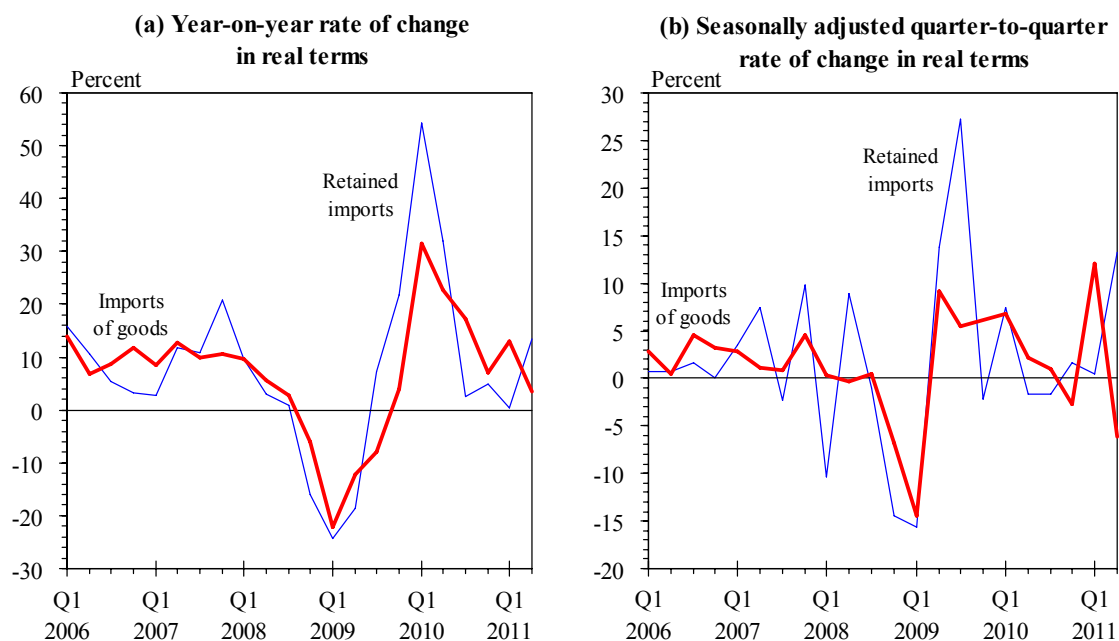 (a) Year-on-year rate of change
in real terms
Percent
60
50
40
30
20
10
0
-10
-20
-30
Retained
imports
Imports
of goods
Q1 Q1 Q1 Q1 Q1 Q1
2006 2007 2008 2009 2010 2011
(b) Seasonally adjusted quarter-to-quarter
rate of change in real terms
Percent
30
25
20
15
10
5
0
-5
-10
-15
-20
Retained
imports
Imports
of goods
Q1 Q1 Q1 Q1 Q1 Q1
2006 2007 2008 2009 2010 2011